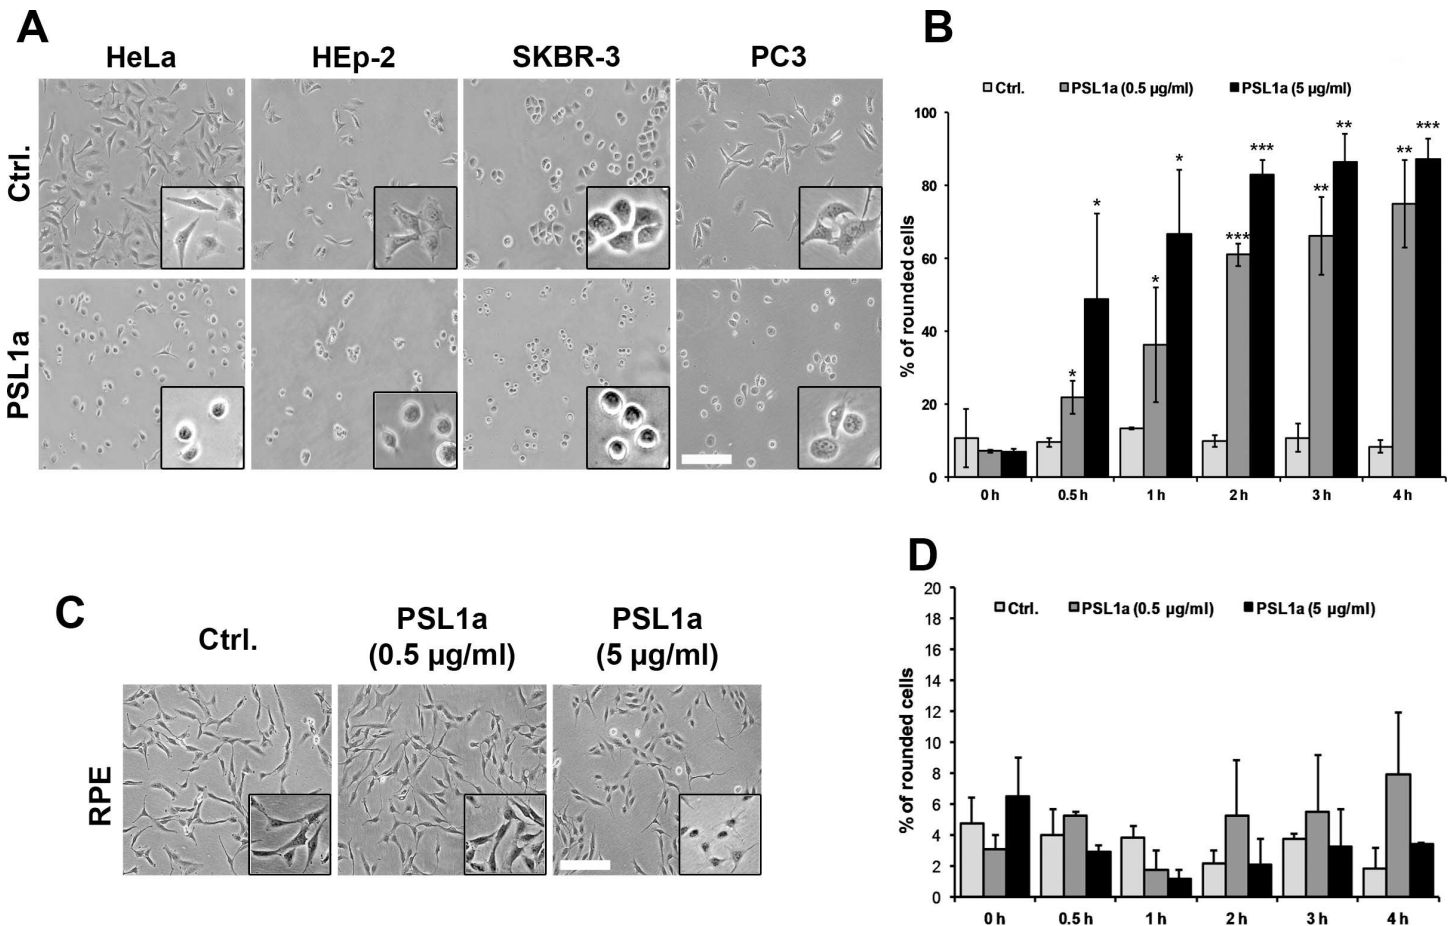 A
HeLa
HEp-2
SKBR-3
PC3
Ctrl.
PSL1a
B
Ctrl.
PSL1a (0.5 µg/ml)
PSL1a (5 µg/ml)
% of rounded cells
100
80
60
40
20
0
*
*
*
*
***
***
**
**
**
***
0 h
0.5 h
1 h
2 h
3 h
4 h
C
Ctrl.
PSL1a
(0.5 µg/ml)
PSL1a
(5 µg/ml)
RPE
D
Ctrl.
PSL1a (0.5 µg/ml)
PSL1a (5 µg/ml)
% of rounded cells
20
18
16
14
12
10
8
6
4
2
0
0 h
0.5 h
1 h
2 h
3 h
4 h